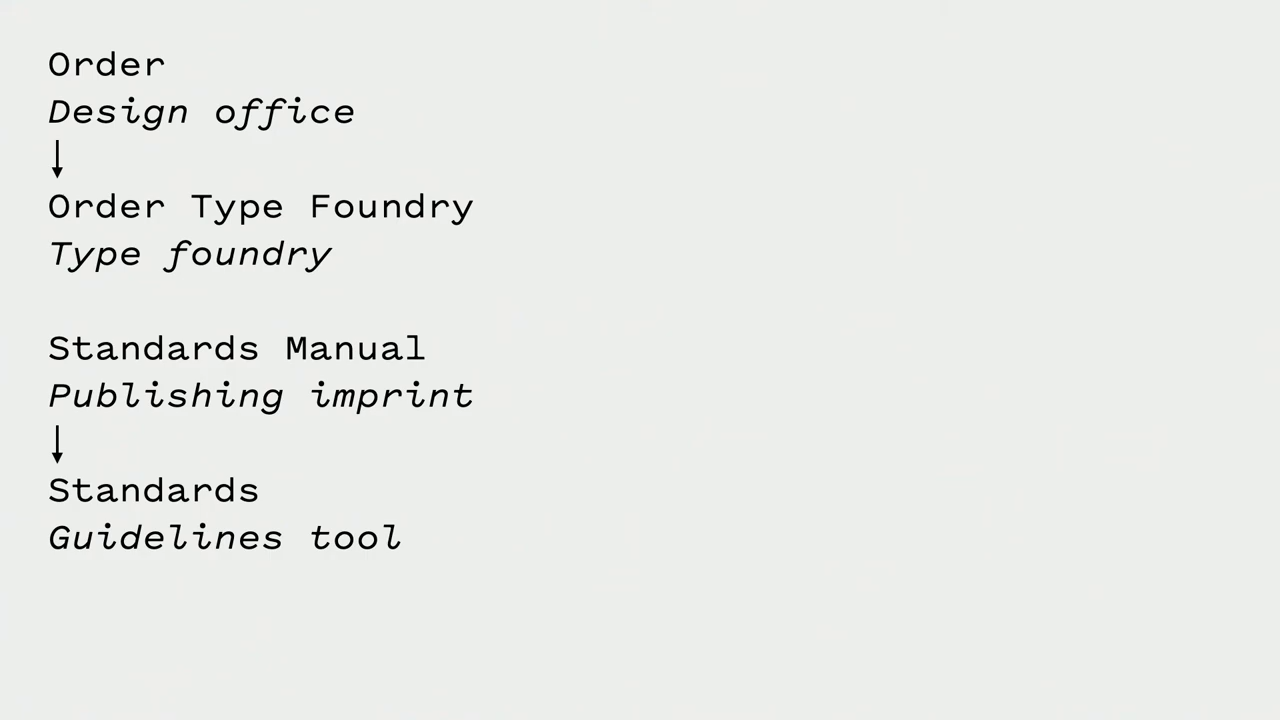 Order
Design office
↓
Order Type Foundry
Type foundry
Standards Manual
Publishing imprint
↓
Standards
Guidelines tool